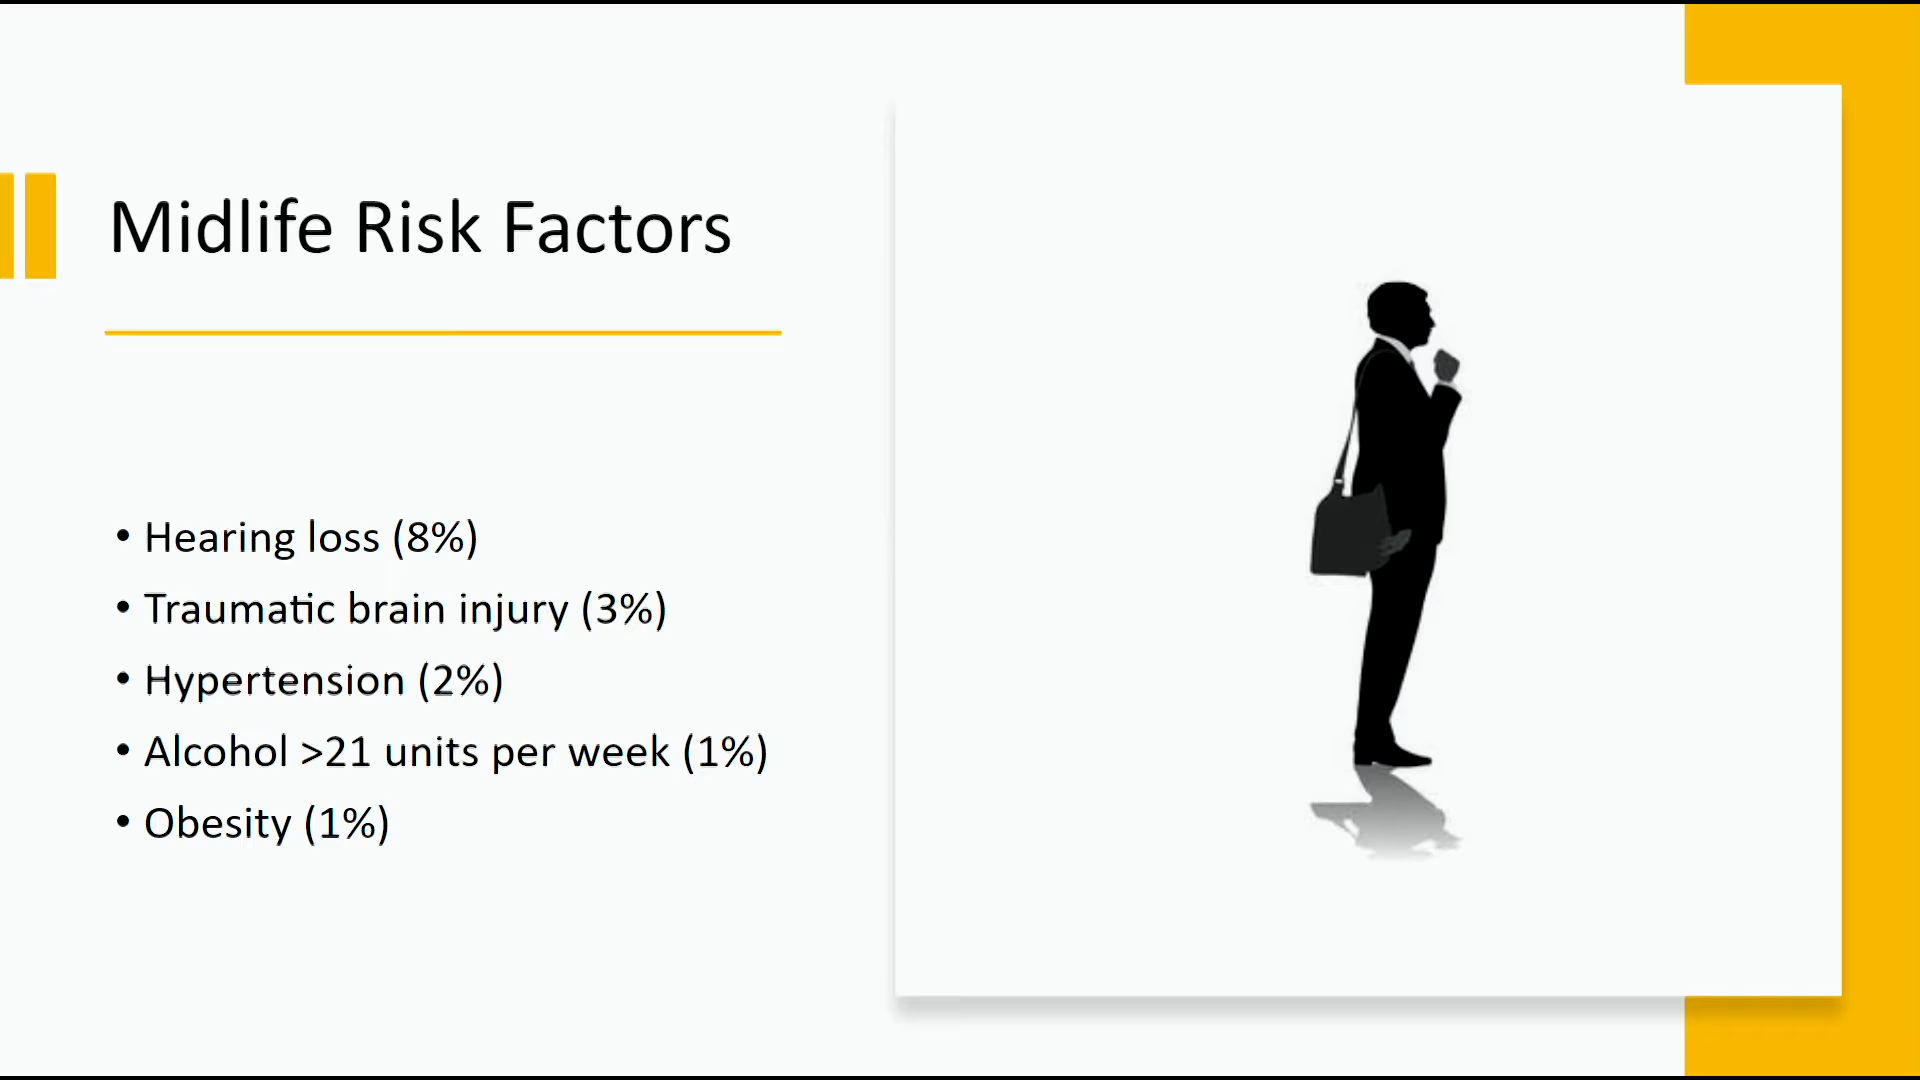 Midlife Risk Factors
• Hearing loss (8%)
• Traumatic brain injury (3%)
• Hypertension (2%)
• Alcohol >21 units per week (1%)
• Obesity (1%)